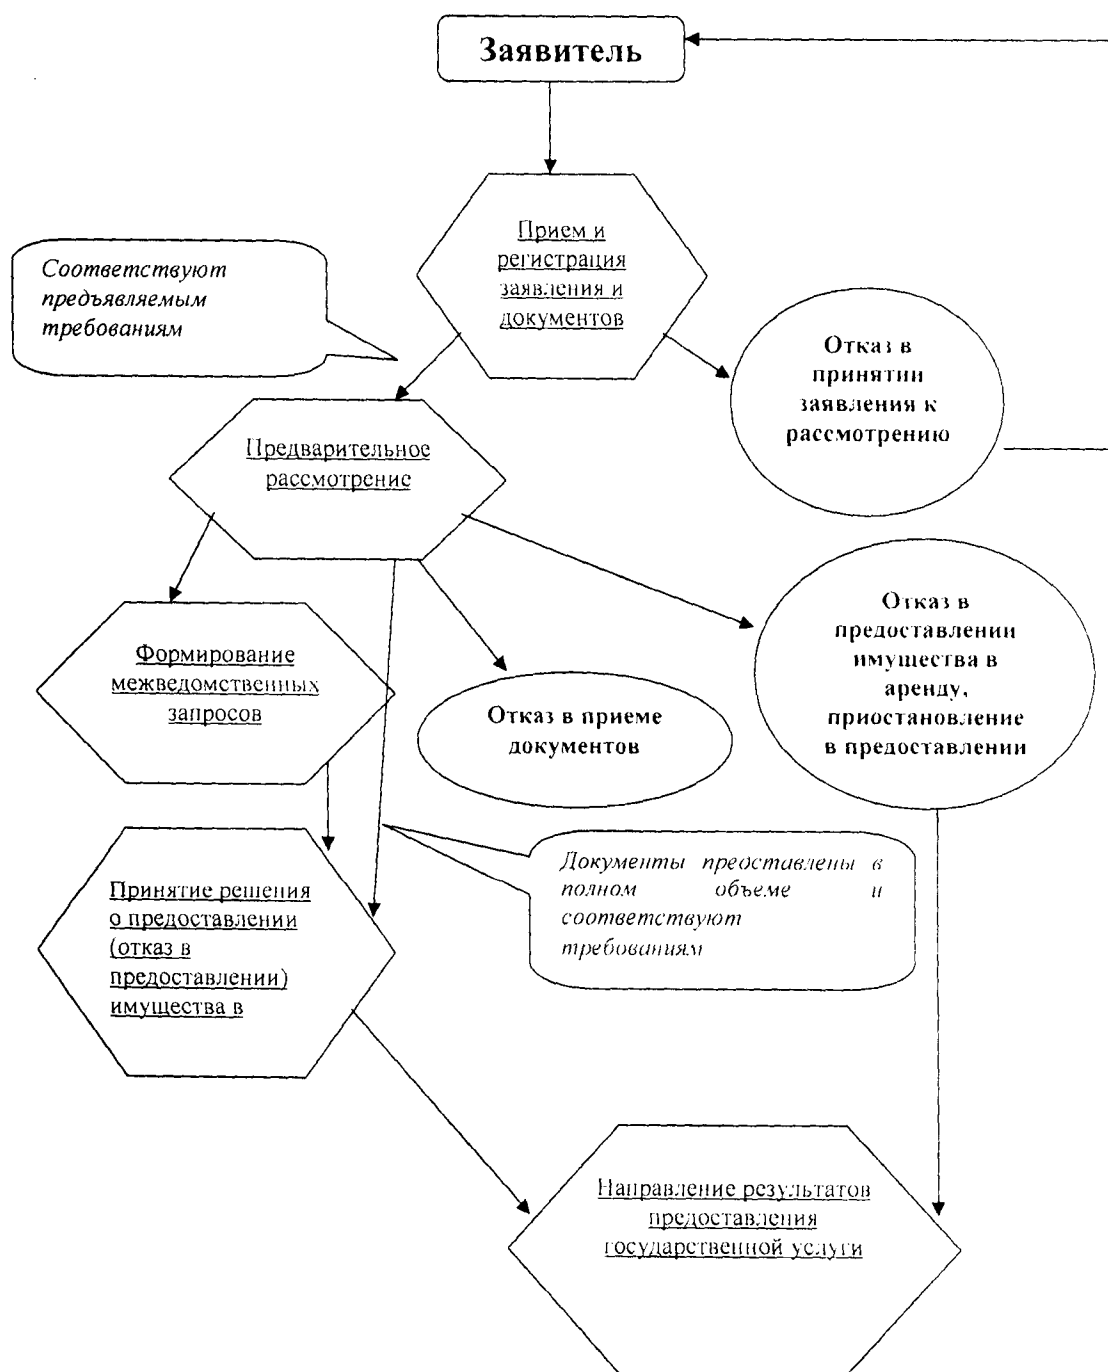 Заявитель
Прием и
регистрация
заявления и
документов
Соответствуют
предъявляемым
требованиям
Отказ в
принятии
заявления к
рассмотрению
Предварительное
рассмотрение
Формирование
межведомственных
запросов
Отказ в приеме
документов
Отказ в
предоставлении
имущества в
аренду,
приостановление
в предоставлении
Принятие решения
о предоставлении
(отказ в
предоставлении)
имущества в
Документы предоставлены в
полном объеме и
соответствуют
требованиям
Направление результатов
предоставления
государственной услуги